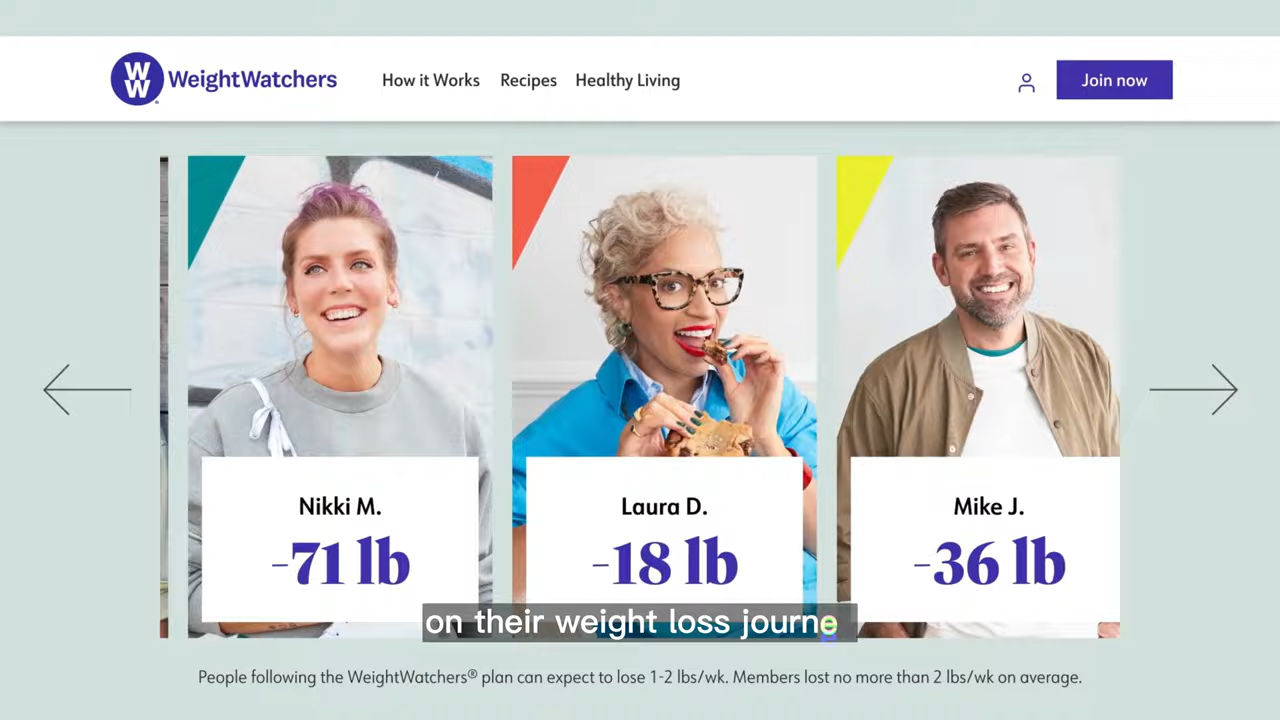 WW WeightWatchers How it Works Recipes Healthy Living Join now
Nikki M. Laura D. Mike J.
-71 lb -18 lb -36 lb
on their weight loss journe
People following the WeightWatchers® plan can expect to lose 1-2 lbs/wk. Members lost no more than 2 lbs/wk on average.